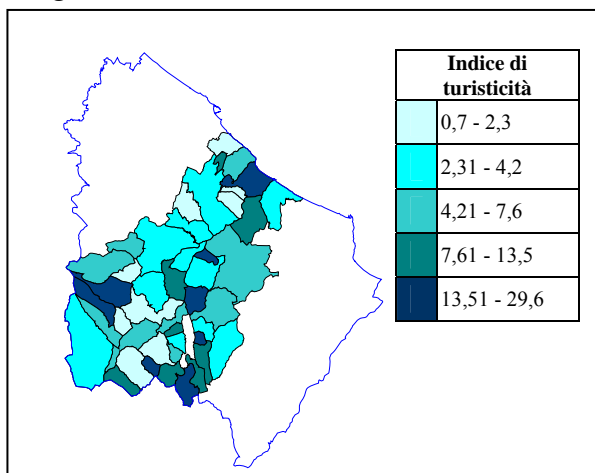 Indice di
turisticità
0,7 - 2,3
2,31 - 4,2
4,21 - 7,6
7,61 - 13,5
13,51 - 29,6